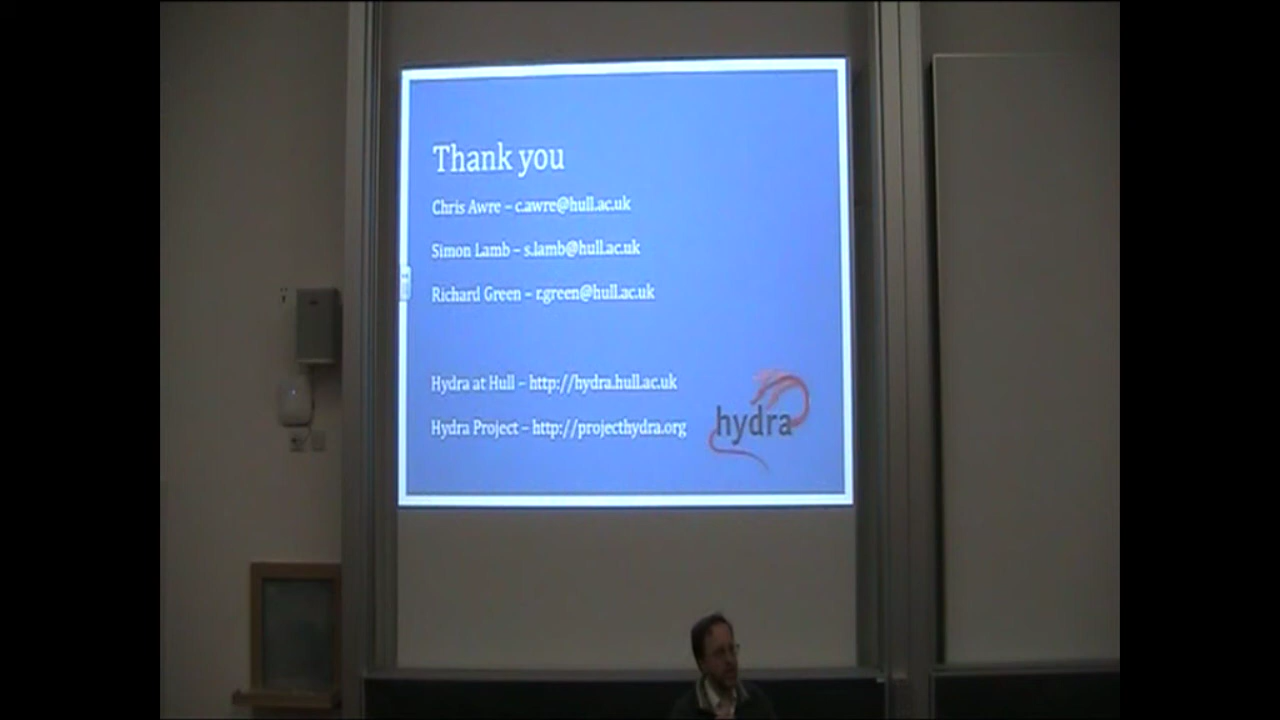 Thank you
Chris Awre – c.awre@hull.ac.uk
Simon Lamb – s.lamb@hull.ac.uk
Richard Green – r.green@hull.ac.uk
Hydra at Hull – http://hydra.hull.ac.uk
Hydra Project – http://projecthydra.org
hydra